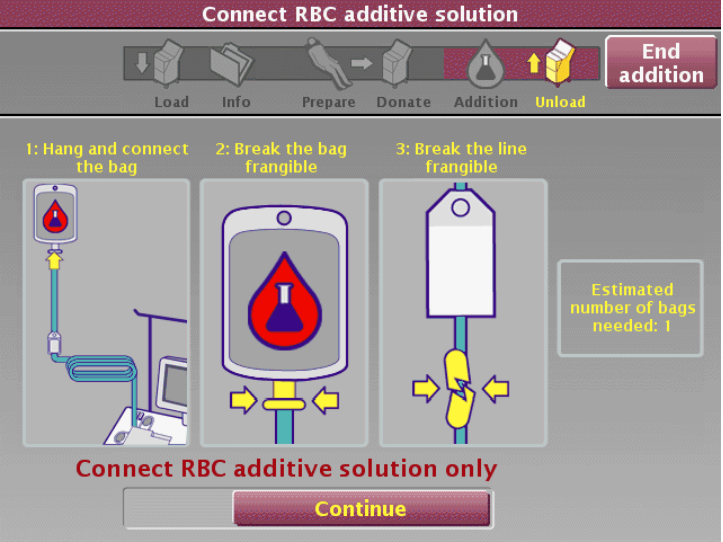 Connect RBC additive solution
End
addition
Load Info Prepare Donate Addition Unload
1: Hang and connect
the bag
2: Break the bag
frangible
3: Break the line
frangible
Estimated
number of bags
needed: 1
Connect RBC additive solution only
Continue